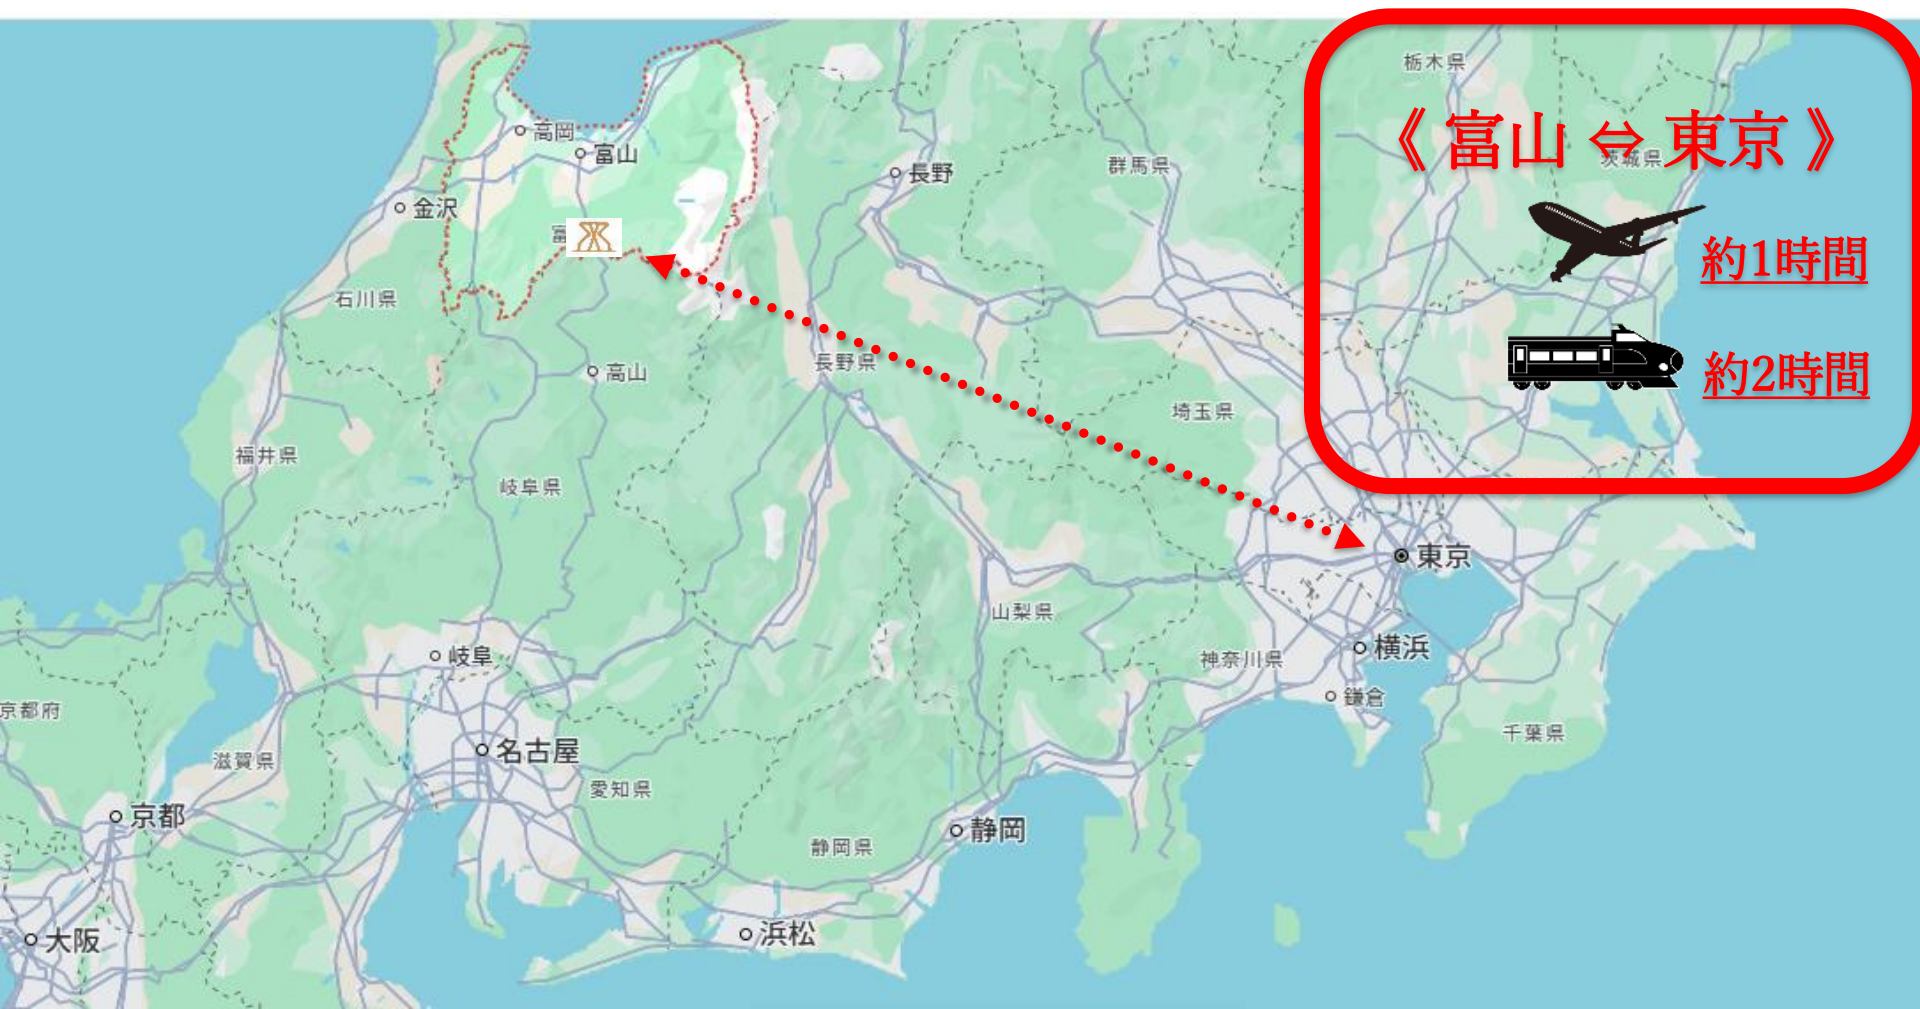 栃木県
《 富山 ⇔ 東京 》
茨城県
約1時間
約2時間
高岡
富山
長野
群馬県
金沢
富
石川県
高山
長野県
埼玉県
福井県
岐阜県
東京
山梨県
岐阜
神奈川県
横浜
鎌倉
京都府
千葉県
滋賀県
名古屋
愛知県
京都
静岡
静岡県
大阪
浜松